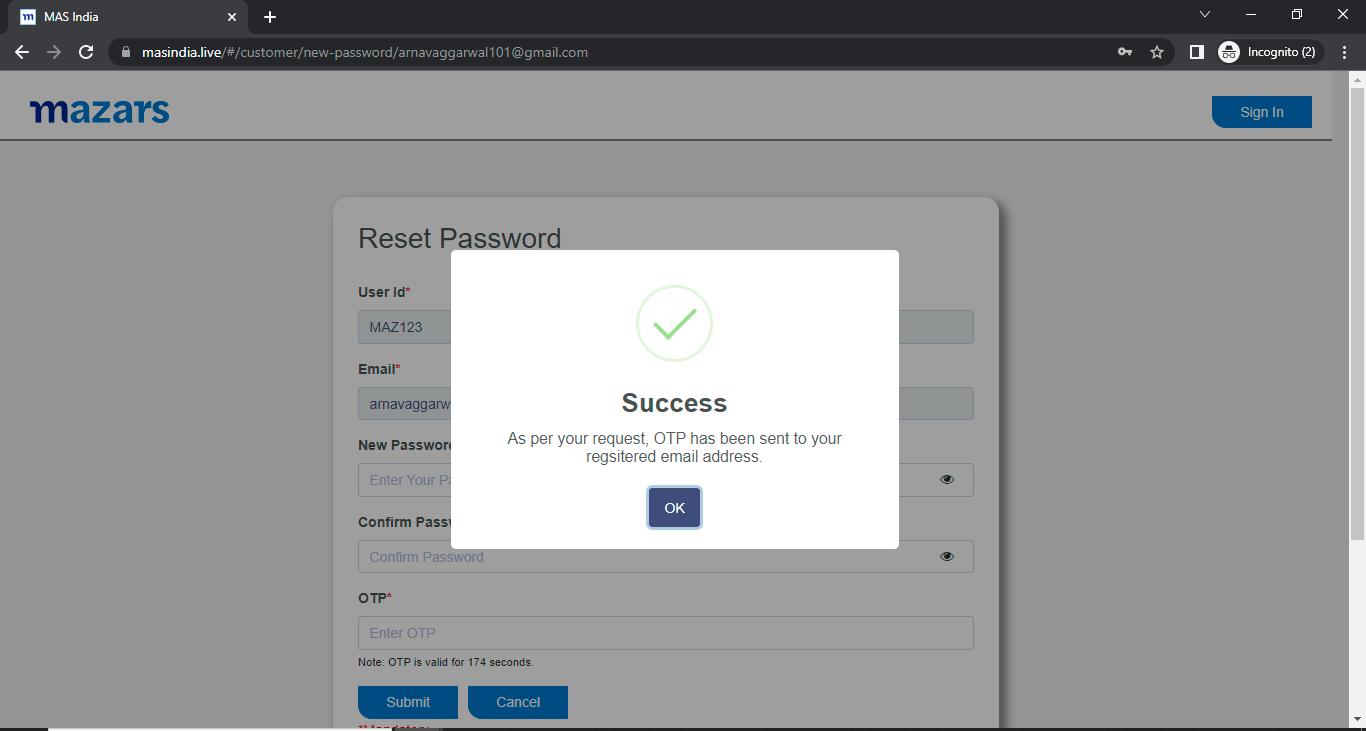 MAS India
masindia.live/#/customer/new-password/arnavaggarwal101@gmail.com
Incognito (2)
mazars
Sign In
Reset Password
User Id*
MAZ123
Email*
arnavaggarw
New Password
Enter Your Pa
Confirm Passw
Confirm Password
OTP*
Enter OTP
Note: OTP is valid for 174 seconds.
Submit Cancel
Success
As per your request, OTP has been sent to your
regsitered email address.
OK